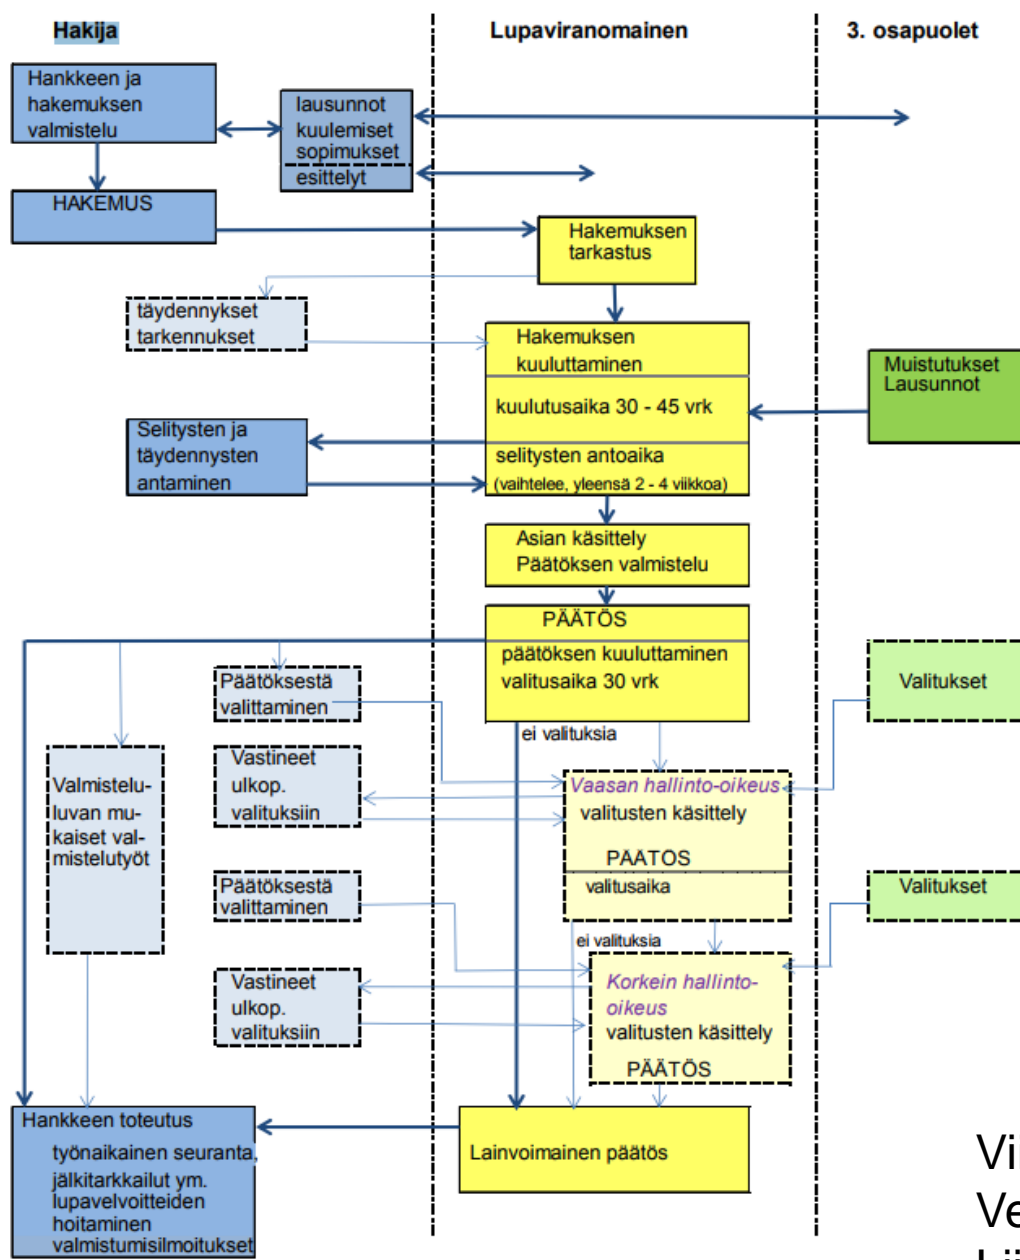 Hakija
Lupaviranomainen
3. osapuolet
Hankkeen ja
hakemuksen
valmistelu
lausunnot
kuulemiset
sopimukset
esittelyt
HAKEMUS
Hakemuksen
tarkastus
täydennykset
tarkennukset
Hakemuksen
kuuluttaminen
kuulutusaika 30 - 45 vrk
Muistutukset
Lausunnot
Selitysten ja
täydennysten
antaminen
selitysten antoaika
(vaihtelee, yleensä 2 - 4 viikkoa)
Asian käsittely
Päätöksen valmistelu
PÄÄTÖS
päätöksen kuuluttaminen
valitusaika 30 vrk
Päätöksestä
valittaminen
Valitukset
ei valituksia
Valmistelu-
luvan mu-
kaiset val-
mistelutyöt
Vastineet
ulkop.
valituksiin
Vaasan hallinto-oikeus
valitusten käsittely
PÄÄTÖS
valitusaika
Päätöksestä
valittaminen
Valitukset
ei valituksia
Vastineet
ulkop.
valituksiin
Korkein hallinto-
oikeus
valitusten käsittely
PÄÄTÖS
Hankkeen toteutus
työnaikainen seuranta,
jälkitarkkailut ym.
lupavelvoitteiden
hoitaminen
valmistumisilmoitukset
Lainvoimainen päätös